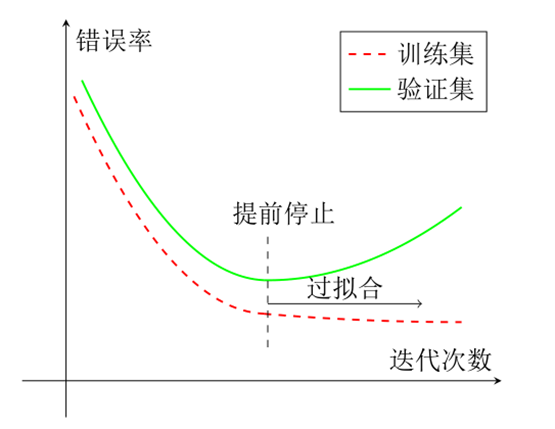 错误率
训练集
验证集
提前停止
过拟合
迭代次数